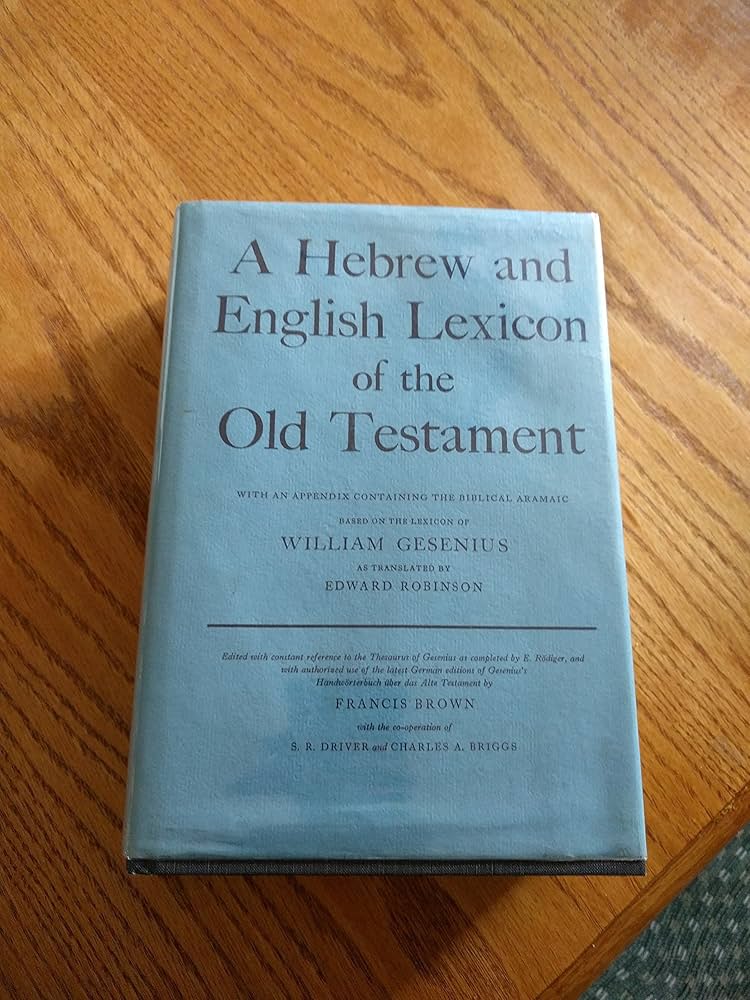 A Hebrew and
English Lexicon
of the
Old Testament
WITH AN APPENDIX CONTAINING THE BIBLICAL ARAMAIC
BASED ON THE LEXICON OF
WILLIAM GESENIUS
AS TRANSLATED BY
EDWARD ROBINSON
Edited with constant reference to the Thesaurus of Gesenius as completed by E. Rödiger, and
with authorized use of the latest German editions of Gesenius's
Handwörterbuch über das Alte Testament by
FRANCIS BROWN
with the co-operation of
S. R. DRIVER and CHARLES A. BRIGGS